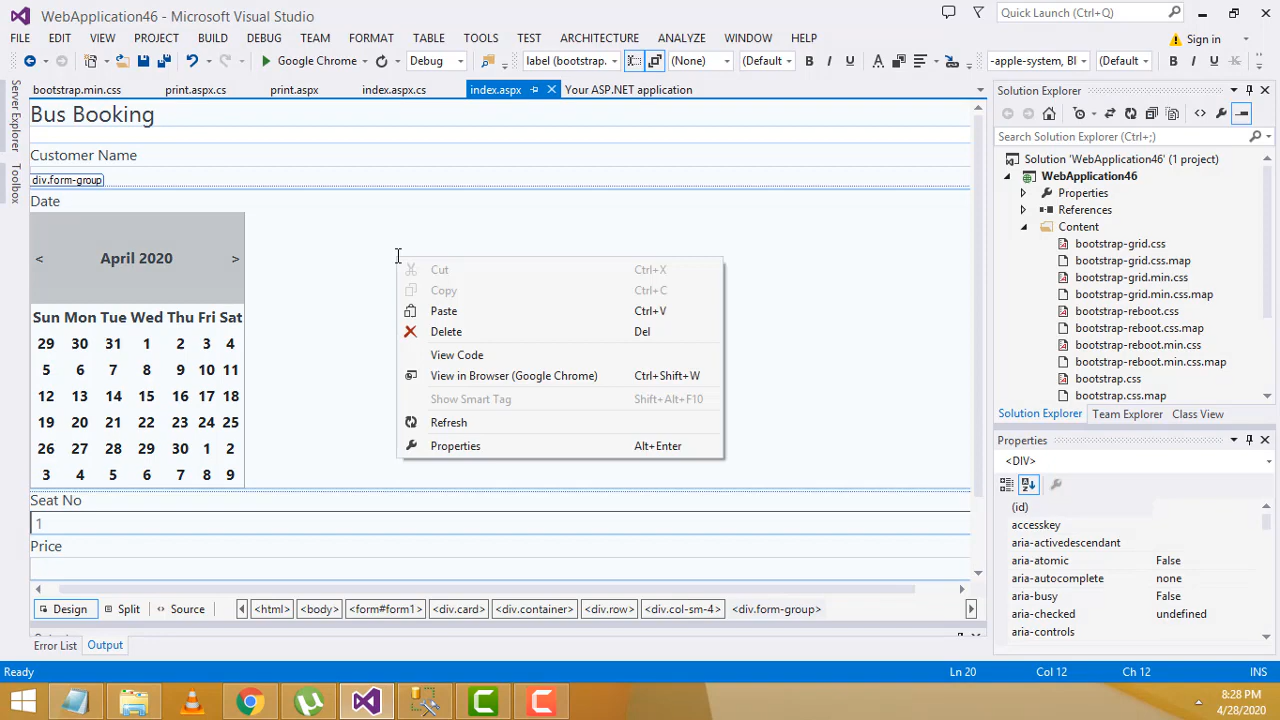 WebApplication46 - Microsoft Visual Studio
Quick Launch (Ctrl+Q)
FILE EDIT VIEW PROJECT BUILD DEBUG TEAM FORMAT TABLE TOOLS TEST ARCHITECTURE ANALYZE WINDOW HELP
Sign in
Google Chrome
Debug
label (bootstrap.
(None)
(Default
B I U
-apple-system, Bl
(Default
B I U
bootstrap.min.css
print.aspx.cs
print.aspx
index.aspx.cs
index.aspx
Your ASP.NET application
Server Explorer
Toolbox
Bus Booking
Customer Name
div.form-group
Date
< April 2020 >
Sun Mon Tue Wed Thu Fri Sat
29 30 31 1 2 3 4
5 6 7 8 9 10 11
12 13 14 15 16 17 18
19 20 21 22 23 24 25
26 27 28 29 30 1 2
3 4 5 6 7 8 9
Seat No
1
Price
Cut Ctrl+X
Copy Ctrl+C
Paste Ctrl+V
Delete Del
View Code
View in Browser (Google Chrome) Ctrl+Shift+W
Show Smart Tag Shift+Alt+F10
Refresh
Properties Alt+Enter
Solution Explorer
Search Solution Explorer (Ctrl+;)
Solution 'WebApplication46' (1 project)
WebApplication46
Properties
References
Content
bootstrap-grid.css
bootstrap-grid.css.map
bootstrap-grid.min.css
bootstrap-grid.min.css.map
bootstrap-reboot.css
bootstrap-reboot.css.map
bootstrap-reboot.min.css
bootstrap-reboot.min.css.map
bootstrap.css
bootstrap.css.map
Solution Explorer Team Explorer Class View
Properties
<DIV>
(id)
accesskey
aria-activedescendant
aria-atomic False
aria-autocomplete none
aria-busy False
aria-checked undefined
aria-controls
Design Split Source
<html> <body> <form#form1> <div.card> <div.container> <div.row> <div.col-sm-4> <div.form-group>
Error List Output
Ready
Ln 20
Col 12
Ch 12
INS
8:28 PM
4/28/2020